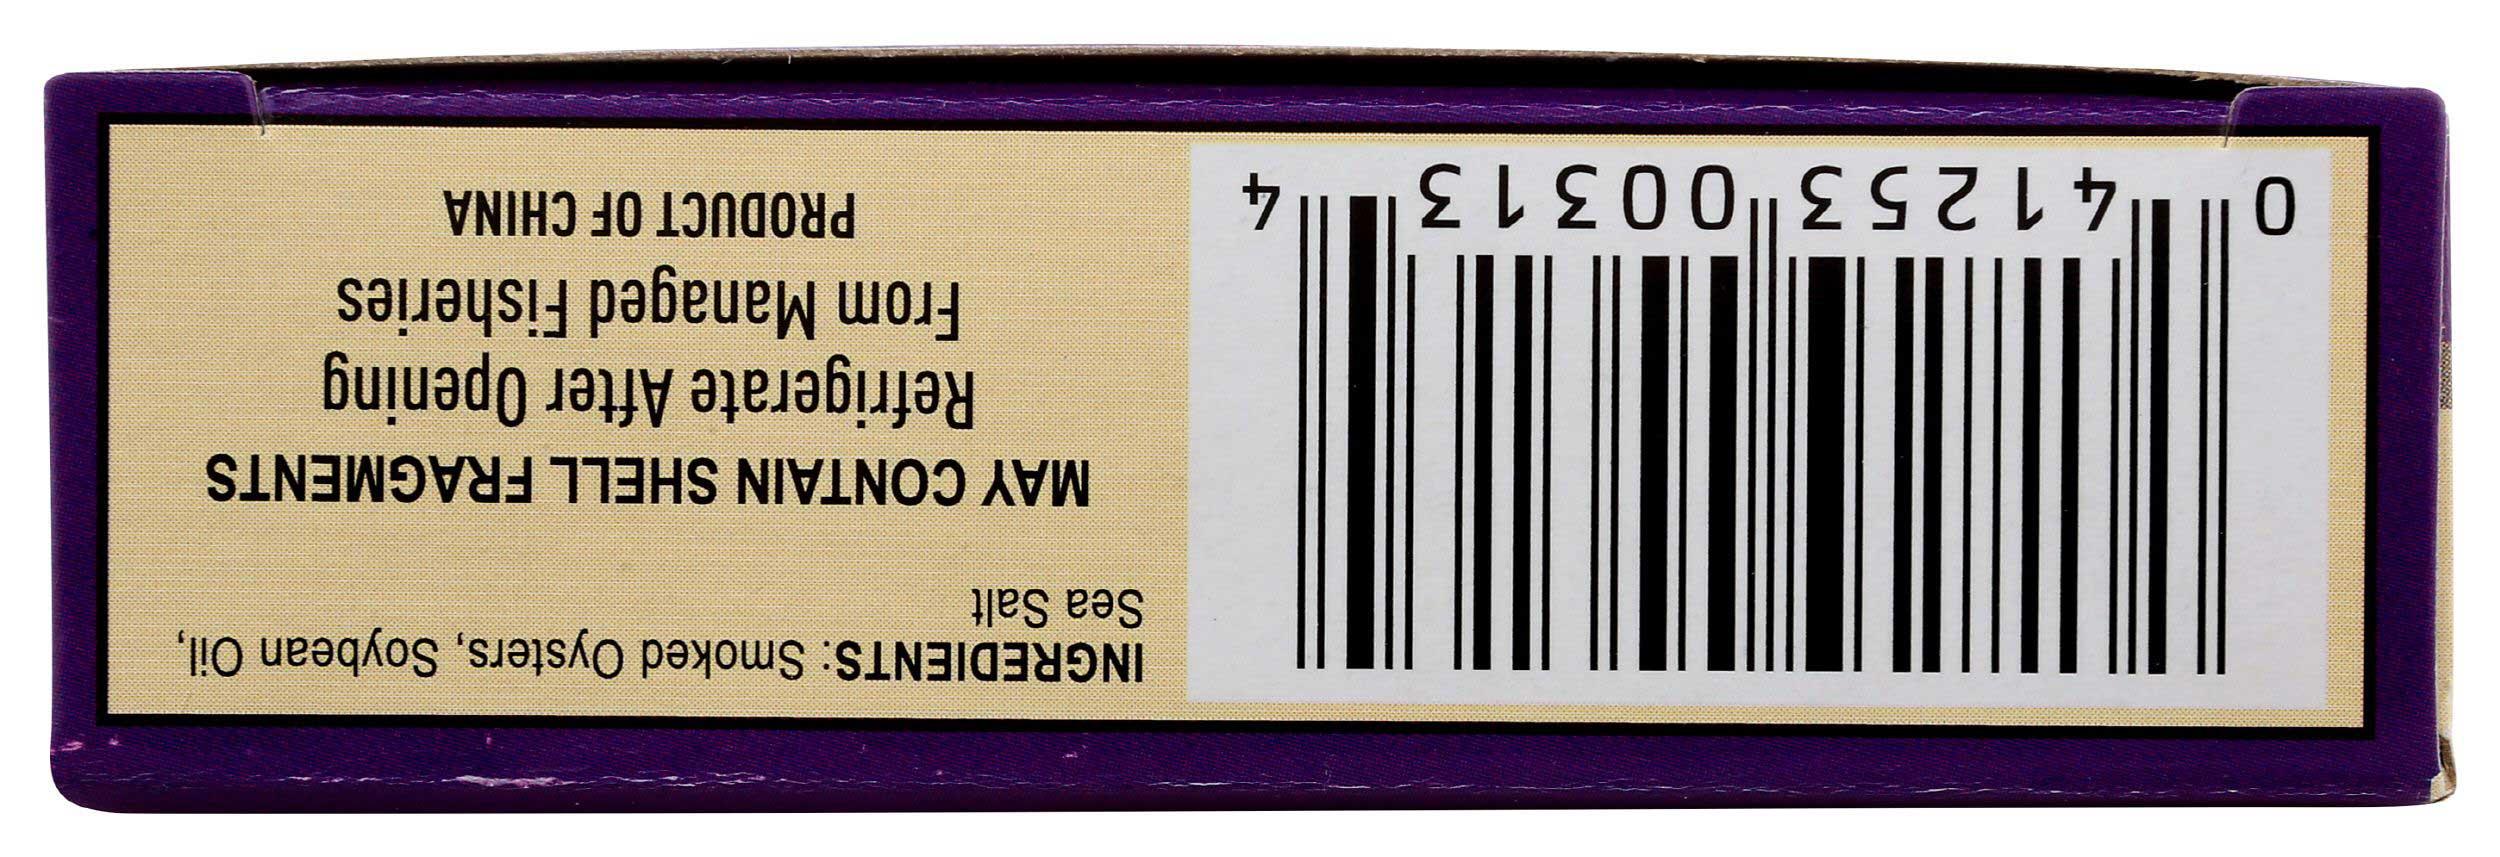 0 41253 00313 4
INGREDIENTS: Smoked Oysters, Soybean Oil,
Sea Salt
MAY CONTAIN SHELL FRAGMENTS
Refrigerate After Opening
From Managed Fisheries
PRODUCT OF CHINA